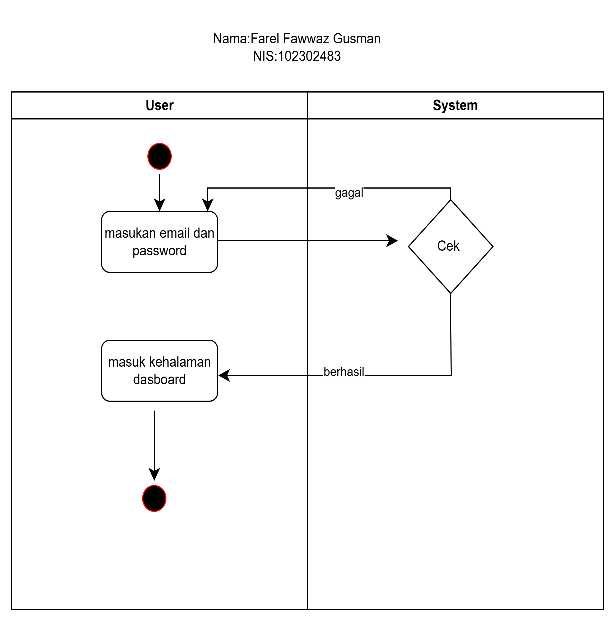 Nama:Farel Fawwaz Gusman
NIS:102302483
User
System
gagal
masukan email dan
password
Cek
masuk kehalaman
dasboard
berhasil